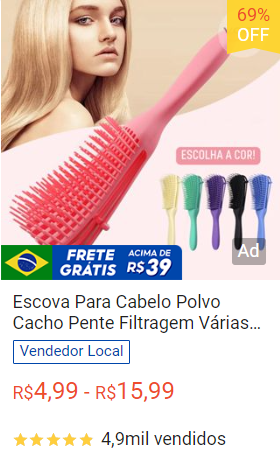 69%
OFF
ESCOLHA A COR!
FRETE
GRÁTIS
ACIMA DE
R$39
Ad
Escova Para Cabelo Polvo
Cacho Pente Filtragem Várias...
Vendedor Local
R$4,99 - R$15,99
4,9mil vendidos